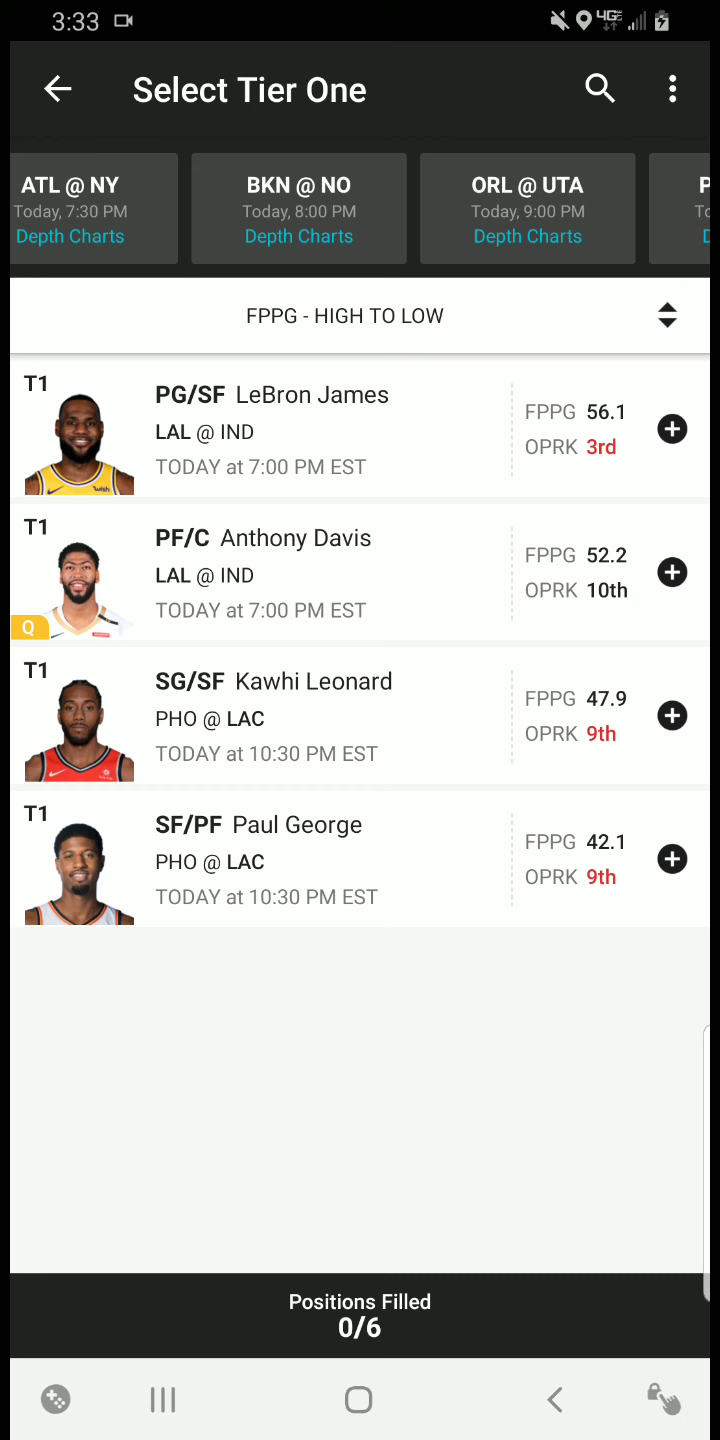 3:33
4G
Select Tier One
ATL @ NY
Today, 7:30 PM
Depth Charts
BKN @ NO
Today, 8:00 PM
Depth Charts
ORL @ UTA
Today, 9:00 PM
Depth Charts
FPPG - HIGH TO LOW
T1
PG/SF LeBron James
LAL @ IND
TODAY at 7:00 PM EST
FPPG 56.1
OPRK 3rd
wish
T1
PF/C Anthony Davis
LAL @ IND
TODAY at 7:00 PM EST
FPPG 52.2
OPRK 10th
Q
T1
SG/SF Kawhi Leonard
PHO @ LAC
TODAY at 10:30 PM EST
FPPG 47.9
OPRK 9th
T1
SF/PF Paul George
PHO @ LAC
TODAY at 10:30 PM EST
FPPG 42.1
OPRK 9th
Positions Filled
0/6